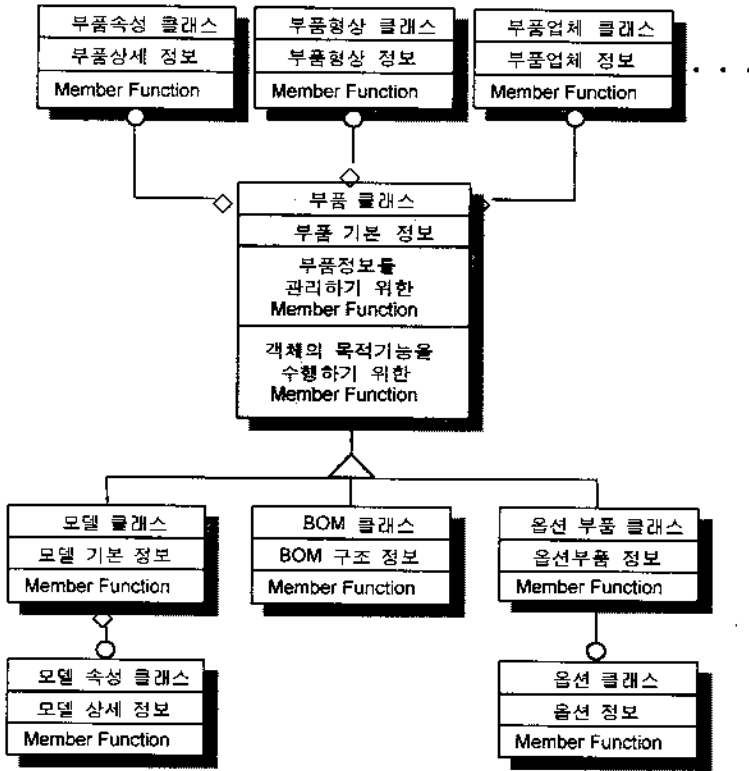 부품속성 클래스
부품상세 정보
Member Function
부품형상 클래스
부품형상 정보
Member Function
부품업체 클래스
부품업체 정보
Member Function
. . .
부품 클래스
부품 기본 정보
부품정보를
관리하기 위한
Member Function
객체의 목적기능을
수행하기 위한
Member Function
모델 클래스
모델 기본 정보
Member Function
BOM 클래스
BOM 구조 정보
Member Function
옵션 부품 클래스
옵션부품 정보
Member Function
모델 속성 클래스
모델 상세 정보
Member Function
옵션 클래스
옵션 정보
Member Function